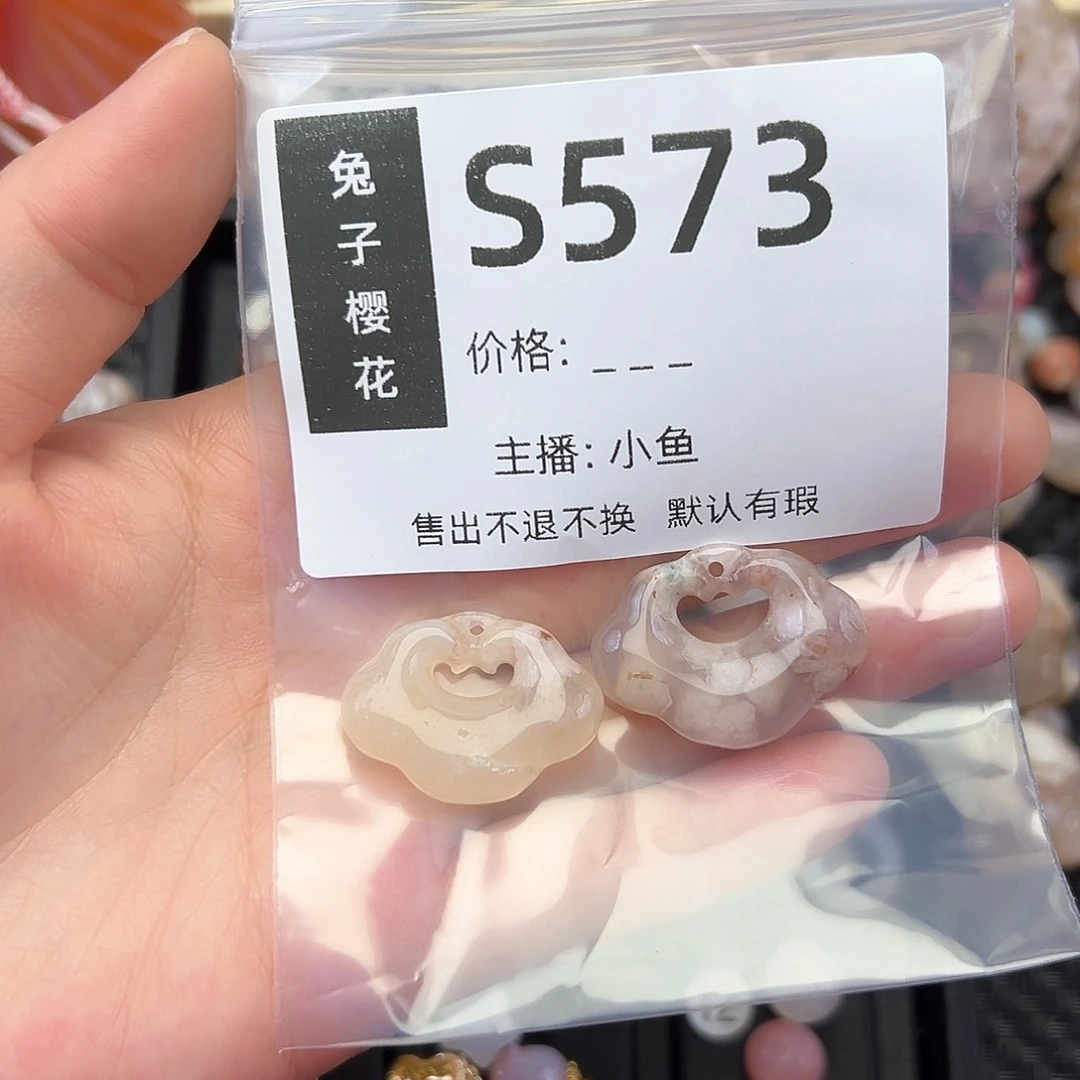 兔子樱花
S573
价格: _ _ _
主播: 小鱼
售出不退不换 默认有瑕